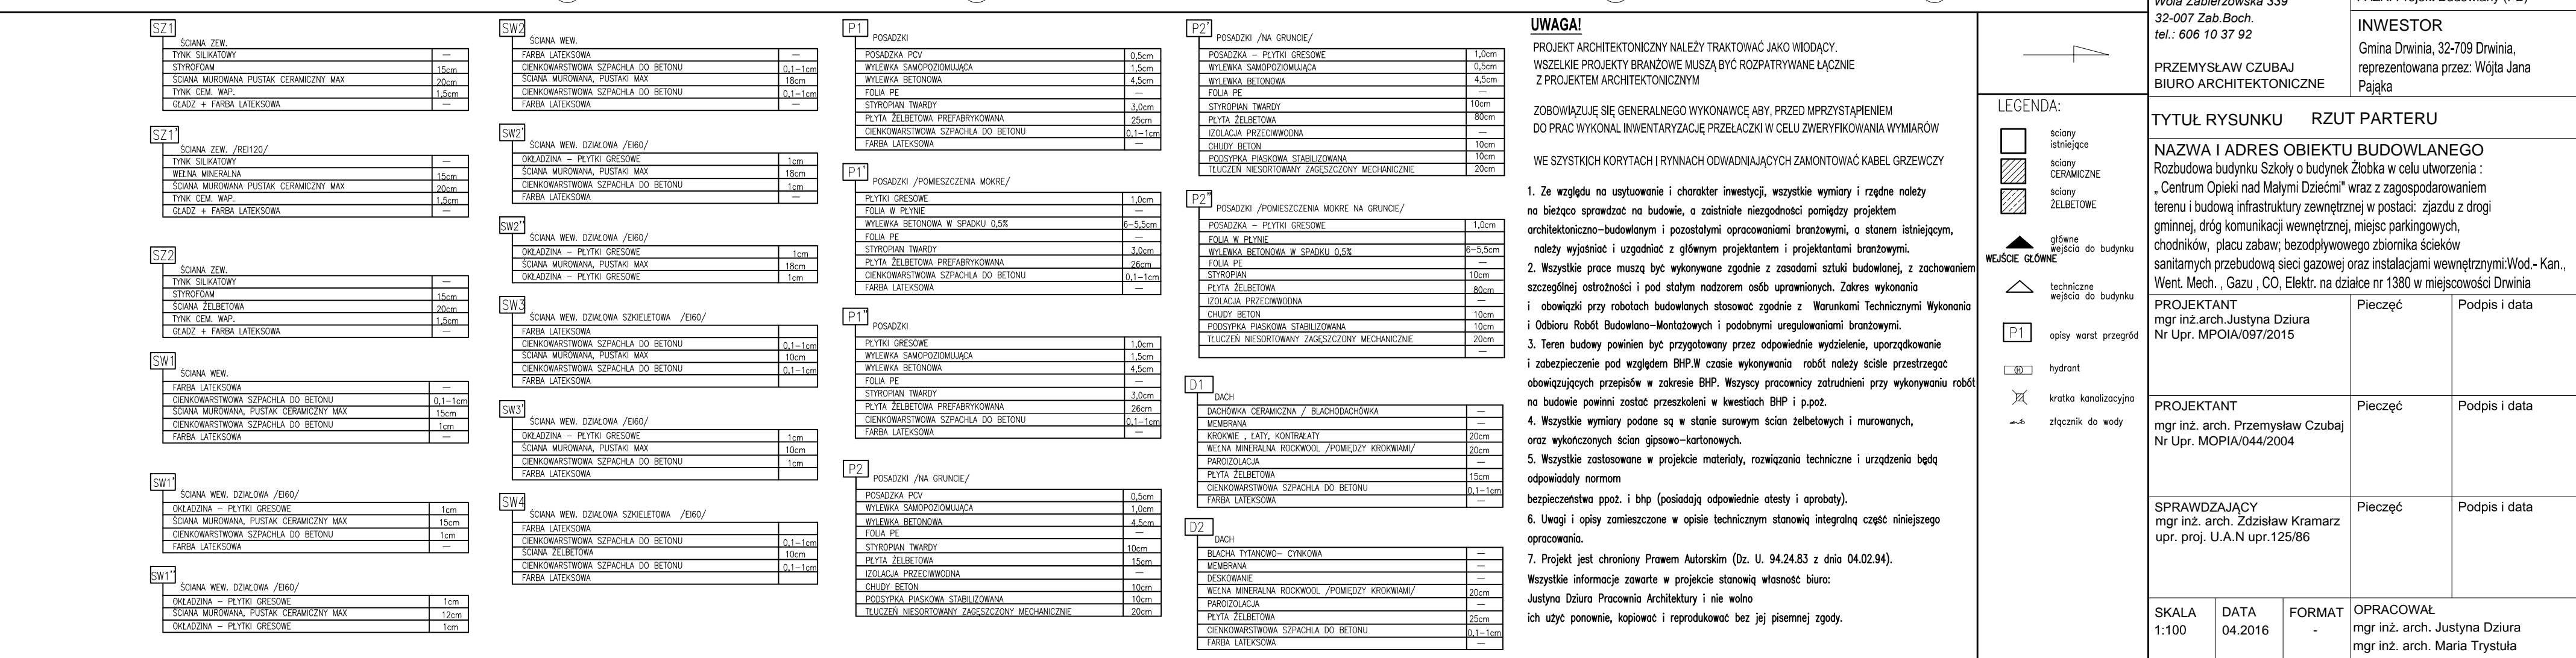 SZ1
ŚCIANA ZEW.
TYNK SILIKATOWY —
STYROFOAM 15cm
ŚCIANA MUROWANA PUSTAK CERAMICZNY MAX 20cm
TYNK CEM. WAP. 1,5cm
GŁADZ + FARBA LATEKSOWA —
SZ1'
ŚCIANA ZEW. /REI120/
TYNK SILIKATOWY —
WEŁNA MINERALNA 15cm
ŚCIANA MUROWANA PUSTAK CERAMICZNY MAX 20cm
TYNK CEM. WAP. 1,5cm
GŁADZ + FARBA LATEKSOWA —
SZ2
ŚCIANA ZEW.
TYNK SILIKATOWY —
STYROFOAM 15cm
ŚCIANA ŻELBETOWA 20cm
TYNK CEM. WAP. 1,5cm
GŁADZ + FARBA LATEKSOWA —
SW1
ŚCIANA WEW.
FARBA LATEKSOWA —
CIENKOWARSTWOWA SZPACHLA DO BETONU 0,1–1cm
ŚCIANA MUROWANA, PUSTAK CERAMICZNY MAX 15cm
CIENKOWARSTWOWA SZPACHLA DO BETONU 1cm
FARBA LATEKSOWA —
SW1'
ŚCIANA WEW. DZIAŁOWA /EI60/
OKŁADZINA – PŁYTKI GRESOWE 1cm
ŚCIANA MUROWANA, PUSTAK CERAMICZNY MAX 15cm
CIENKOWARSTWOWA SZPACHLA DO BETONU 1cm
FARBA LATEKSOWA —
SW1''
ŚCIANA WEW. DZIAŁOWA /EI60/
OKŁADZINA – PŁYTKI GRESOWE 1cm
ŚCIANA MUROWANA, PUSTAK CERAMICZNY MAX 12cm
OKŁADZINA – PŁYTKI GRESOWE 1cm
SW2
ŚCIANA WEW.
FARBA LATEKSOWA —
CIENKOWARSTWOWA SZPACHLA DO BETONU 0,1–1cm
ŚCIANA MUROWANA, PUSTAKI MAX 18cm
CIENKOWARSTWOWA SZPACHLA DO BETONU 0,1–1cm
FARBA LATEKSOWA —
SW2'
ŚCIANA WEW. DZIAŁOWA /EI60/
OKŁADZINA – PŁYTKI GRESOWE 1cm
ŚCIANA MUROWANA, PUSTAKI MAX 18cm
CIENKOWARSTWOWA SZPACHLA DO BETONU 1cm
FARBA LATEKSOWA —
SW2''
ŚCIANA WEW. DZIAŁOWA /EI60/
OKŁADZINA – PŁYTKI GRESOWE 1cm
ŚCIANA MUROWANA, PUSTAKI MAX 18cm
OKŁADZINA – PŁYTKI GRESOWE 1cm
SW3
ŚCIANA WEW. DZIAŁOWA SZKIELETOWA /EI60/
FARBA LATEKSOWA
CIENKOWARSTWOWA SZPACHLA DO BETONU 0,1–1cm
ŚCIANA MUROWANA, PUSTAKI MAX 10cm
CIENKOWARSTWOWA SZPACHLA DO BETONU 0,1–1cm
FARBA LATEKSOWA
SW3'
ŚCIANA WEW. DZIAŁOWA /EI60/
OKŁADZINA – PŁYTKI GRESOWE 1cm
ŚCIANA MUROWANA, PUSTAKI MAX 10cm
CIENKOWARSTWOWA SZPACHLA DO BETONU 1cm
FARBA LATEKSOWA
SW4
ŚCIANA WEW. DZIAŁOWA SZKIELETOWA /EI60/
FARBA LATEKSOWA
CIENKOWARSTWOWA SZPACHLA DO BETONU 0,1–1cm
ŚCIANA ŻELBETOWA 10cm
CIENKOWARSTWOWA SZPACHLA DO BETONU 0,1–1cm
FARBA LATEKSOWA
P1
POSADZKI
POSADZKA PCV 0,5cm
WYLEWKA SAMOPOZIOMUJĄCA 1,5cm
WYLEWKA BETONOWA 4,5cm
FOLIA PE —
STYROPIAN TWARDY 3,0cm
PŁYTA ŻELBETOWA PREFABRYKOWANA 25cm
CIENKOWARSTWOWA SZPACHLA DO BETONU 0,1–1cm
FARBA LATEKSOWA —
P1'
POSADZKI /POMIESZCZENIA MOKRE/
PŁYTKI GRESOWE 1,0cm
FOLIA W PŁYNIE —
WYLEWKA BETONOWA W SPADKU 0,5% 6–5,5cm
FOLIA PE —
STYROPIAN TWARDY 3,0cm
PŁYTA ŻELBETOWA PREFABRYKOWANA 26cm
CIENKOWARSTWOWA SZPACHLA DO BETONU 0,1–1cm
FARBA LATEKSOWA —
P1''
POSADZKI
PŁYTKI GRESOWE 1,0cm
WYLEWKA SAMOPOZIOMUJĄCA 1,5cm
WYLEWKA BETONOWA 4,5cm
FOLIA PE —
STYROPIAN TWARDY 3,0cm
PŁYTA ŻELBETOWA PREFABRYKOWANA 26cm
CIENKOWARSTWOWA SZPACHLA DO BETONU 0,1–1cm
FARBA LATEKSOWA —
P2
POSADZKI /NA GRUNCIE/
POSADZKA PCV 0,5cm
WYLEWKA SAMOPOZIOMUJĄCA 1,0cm
WYLEWKA BETONOWA 4,5cm
FOLIA PE —
STYROPIAN TWARDY 10cm
PŁYTA ŻELBETOWA 15cm
IZOLACJA PRZECIWWODNA —
CHUDY BETON 10cm
PODSYPKA PIASKOWA STABILIZOWANA 10cm
TŁUCZEŃ NIESORTOWANY ZAGĘSZCZONY MECHANICZNIE 20cm
P2'
POSADZKI /NA GRUNCIE/
POSADZKA – PŁYTKI GRESOWE 1,0cm
WYLEWKA SAMOPOZIOMUJĄCA 0,5cm
WYLEWKA BETONOWA 4,5cm
FOLIA PE —
STYROPIAN TWARDY 10cm
PŁYTA ŻELBETOWA 80cm
IZOLACJA PRZECIWWODNA —
CHUDY BETON 10cm
PODSYPKA PIASKOWA STABILIZOWANA 10cm
TŁUCZEŃ NIESORTOWANY ZAGĘSZCZONY MECHANICZNIE 20cm
P2''
POSADZKI /POMIESZCZENIA MOKRE NA GRUNCIE/
POSADZKA – PŁYTKI GRESOWE 1,0cm
FOLIA W PŁYNIE
WYLEWKA BETONOWA W SPADKU 0,5% 6–5,5cm
FOLIA PE —
STYROPIAN 10cm
PŁYTA ŻELBETOWA 80cm
IZOLACJA PRZECIWWODNA —
CHUDY BETON 10cm
PODSYPKA PIASKOWA STABILIZOWANA 10cm
TŁUCZEŃ NIESORTOWANY ZAGĘSZCZONY MECHANICZNIE 20cm
—
D1
DACH
DACHÓWKA CERAMICZNA / BLACHODACHÓWKA —
MEMBRANA —
KROKWIE , ŁATY, KONTRAŁATY 20cm
WEŁNA MINERALNA ROCKWOOL /POMIĘDZY KROKWIAMI/ 20cm
PAROIZOLACJA —
PŁYTA ŻELBETOWA 15cm
CIENKOWARSTWOWA SZPACHLA DO BETONU 0,1–1cm
FARBA LATEKSOWA —
D2
DACH
BLACHA TYTANOWO– CYNKOWA —
MEMBRANA —
DESKOWANIE —
WEŁNA MINERALNA ROCKWOOL /POMIĘDZY KROKWIAMI/ 20cm
PAROIZOLACJA —
PŁYTA ŻELBETOWA 25cm
CIENKOWARSTWOWA SZPACHLA DO BETONU 0,1–1cm
FARBA LATEKSOWA —
UWAGA!
PROJEKT ARCHITEKTONICZNY NALEŻY TRAKTOWAĆ JAKO WIODĄCY.
WSZELKIE PROJEKTY BRANŻOWE MUSZĄ BYĆ ROZPATRYWANE ŁĄCZNIE
Z PROJEKTEM ARCHITEKTONICZNYM
ZOBOWIĄZUJĘ SIĘ GENERALNEGO WYKONAWCĘ ABY, PRZED MPRZYSTĄPIENIEM
DO PRAC WYKONAŁ INWENTARYZACJĘ PRZEŁACZKI W CELU ZWERYFIKOWANIA WYMIARÓW
WE SZYSTKICH KORYTACH I RYNNACH ODWADNIAJĄCYCH ZAMONTOWAĆ KABEL GRZEWCZY
1. Ze względu na usytuowanie i charakter inwestycji, wszystkie wymiary i rzędne należy
na bieżąco sprawdzać na budowie, a zaistniałe niezgodności pomiędzy projektem
architektoniczno-budowlanym i pozostałymi opracowaniami branżowymi, a stanem istniejącym,
należy wyjaśniać i uzgadniać z głównym projektantem i projektantami branżowymi.
2. Wszystkie prace muszą być wykonywane zgodnie z zasadami sztuki budowlanej, z zachowaniem
szczególnej ostrożności i pod stałym nadzorem osób uprawnionych. Zakres wykonania
i obowiązki przy robotach budowlanych stosować zgodnie z Warunkami Technicznymi Wykonania
i Odbioru Robót Budowlano-Montażowych i podobnymi uregulowaniami branżowymi.
3. Teren budowy powinien być przygotowany przez odpowiednie wydzielenie, uporządkowanie
i zabezpieczenie pod względem BHP.W czasie wykonywania robót należy ściśle przestrzegać
obowiązujących przepisów w zakresie BHP. Wszyscy pracownicy zatrudnieni przy wykonywaniu robót
na budowie powinni zostać przeszkoleni w kwestiach BHP i p.poż.
4. Wszystkie wymiary podane są w stanie surowym ścian żelbetowych i murowanych,
oraz wykończonych ścian gipsowo-kartonowych.
5. Wszystkie zastosowane w projekcie materiały, rozwiązania techniczne i urządzenia będą
odpowiadały normom
bezpieczeństwa ppoż. i bhp (posiadają odpowiednie atesty i aprobaty).
6. Uwagi i opisy zamieszczone w opisie technicznym stanowią integralną część niniejszego
opracowania.
7. Projekt jest chroniony Prawem Autorskim (Dz. U. 94.24.83 z dnia 04.02.94).
Wszystkie informacje zawarte w projekcie stanowią własność biuro:
Justyna Dziura Pracownia Architektury i nie wolno
ich użyć ponownie, kopiować i reprodukować bez jej pisemnej zgody.
LEGENDA:
ściany
istniejące
ściany
CERAMICZNE
ściany
ŻELBETOWE
główne
wejścia do budynku
WEJŚCIE GŁÓWNE
techniczne
wejścia do budynku
P1 opisy warst przegród
hydrant
kratka kanalizacyjna
złącznik do wody
Wola Zabierzowska 339
32-007 Zab.Boch.
tel.: 606 10 37 92
PRZEMYSŁAW CZUBAJ
BIURO ARCHITEKTONICZNE
INWESTOR
Gmina Drwinia, 32-709 Drwinia,
reprezentowana przez: Wójta Jana
Pająka
TYTUŁ RYSUNKU RZUT PARTERU
NAZWA I ADRES OBIEKTU BUDOWLANEGO
Rozbudowa budynku Szkoły o budynek Żłobka w celu utworzenia :
„ Centrum Opieki nad Małymi Dziećmi" wraz z zagospodarowaniem
terenu i budową infrastruktury zewnętrznej w postaci: zjazdu z drogi
gminnej, dróg komunikacji wewnętrznej, miejsc parkingowych,
chodników, placu zabaw; bezodpływowego zbiornika ścieków
sanitarnych przebudową sieci gazowej oraz instalacjami wewnętrznymi:Wod.- Kan.,
Went. Mech. , Gazu , CO, Elektr. na działce nr 1380 w miejscowości Drwinia
PROJEKTANT Pieczęć Podpis i data
mgr inż.arch.Justyna Dziura
Nr Upr. MPOIA/097/2015
PROJEKTANT Pieczęć Podpis i data
mgr inż. arch. Przemysław Czubaj
Nr Upr. MOPIA/044/2004
SPRAWDZAJĄCY Pieczęć Podpis i data
mgr inż. arch. Zdzisław Kramarz
upr. proj. U.A.N upr.125/86
SKALA DATA FORMAT OPRACOWAŁ
1:100 04.2016 - mgr inż. arch. Justyna Dziura
mgr inż. arch. Maria Trystuła